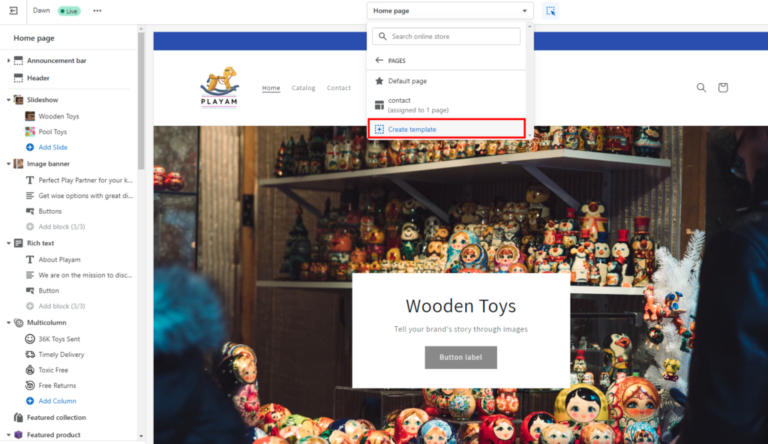 Dawn
Live
Home page
Search online store
PAGES
Default page
contact
(assigned to 1 page)
Create template
Home page
Announcement bar
Header
Slideshow
Wooden Toys
Pool Toys
Add Slide
Image banner
Perfect Play Partner for your k...
Get wise options with great di...
Buttons
Add block (3/3)
Rich text
About Playam
We are on the mission to disc...
Button
Add block (3/3)
Multicolumn
36K Toys Sent
Timely Delivery
Toxic Free
Free Returns
Add Column
Featured collection
Featured product
PLAYAM
Home
Catalog
Contact
Wooden Toys
Tell your brand's story through images
Button label